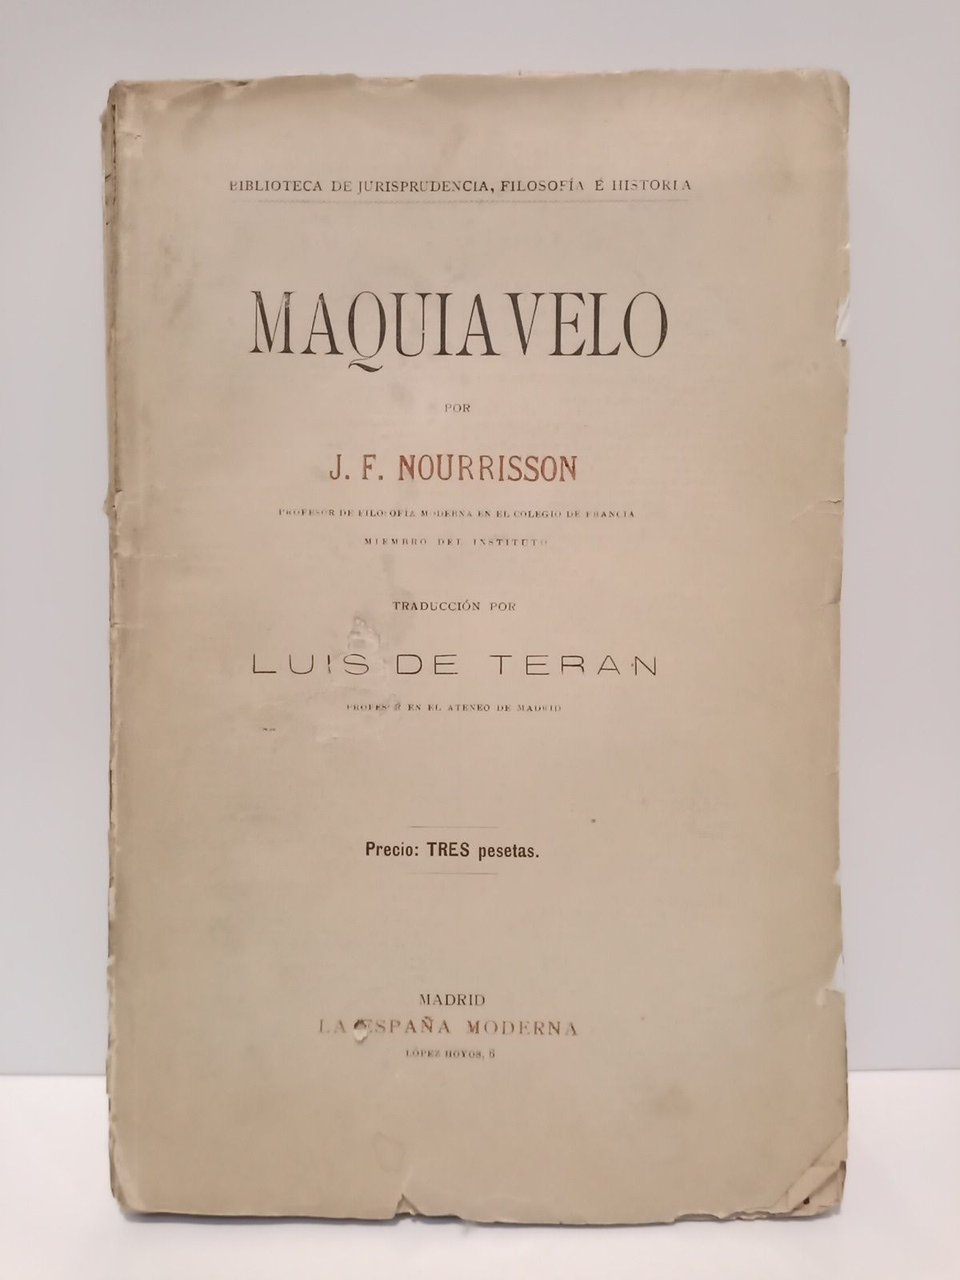 BIBLIOTECA DE JURISPRUDENCIA, FILOSOFÍA É HISTORIA
MAQUIAVELO
POR
J. F. NOURRISSON
PROFESOR DE FILOSOFÍA MODERNA EN EL COLEGIO DE FRANCIA
MIEMBRO DEL INSTITUTO
TRADUCCIÓN POR
LUIS DE TERAN
PROFESOR EN EL ATENEO DE MADRID
Precio: TRES pesetas.
MADRID
LA ESPAÑA MODERNA
LÓPEZ HOYOS, 6